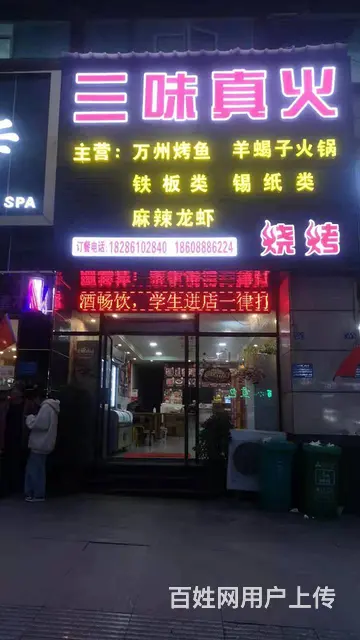 三味真火
主营：万州烤鱼 羊蝎子火锅
铁板类 锡纸类
麻辣龙虾
订餐电话：18286102840 18608886224
烧烤
SPA
酒畅饮，学生进店一律打
百姓网用户上传